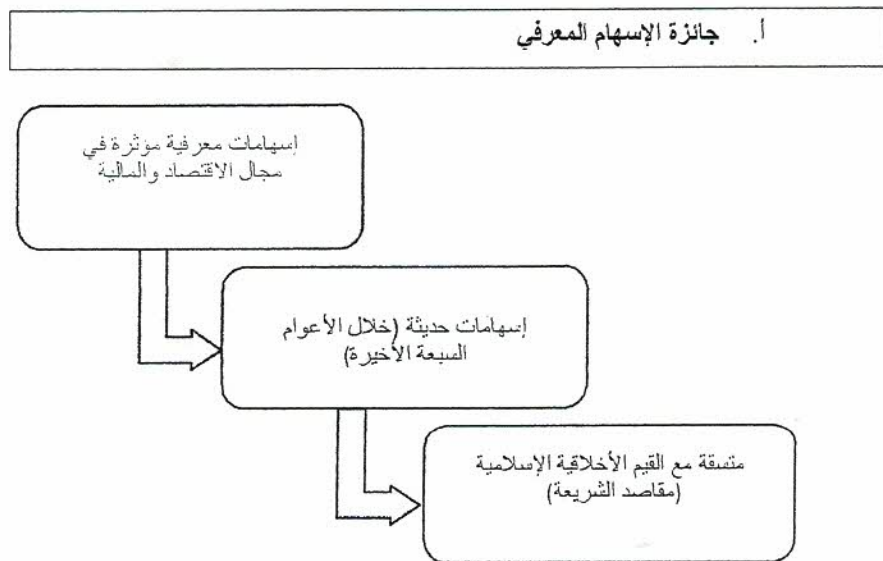 أ. جائزة الإسهام المعرفي
إسهامات معرفية مؤثرة في
مجال الاقتصاد والمالية
إسهامات حديثة (خلال الأعوام
السبعة الأخيرة)
متسقة مع القيم الأخلاقية الإسلامية
(مقاصد الشريعة)